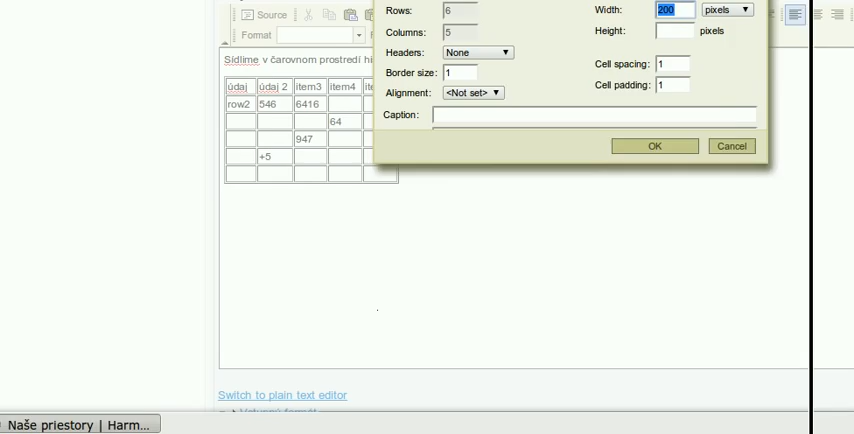 Source
Format
Sídlime v čarovnom prostredí
údaj údaj 2 item3 item4
row2 546 6416
64
947
+5
Rows: 6
Columns: 5
Headers: None
Border size: 1
Alignment: <Not set>
Caption:
Width: 200 pixels
Height: pixels
Cell spacing: 1
Cell padding: 1
OK Cancel
Switch to plain text editor
Vstupný formát
Naše priestory | Harm...